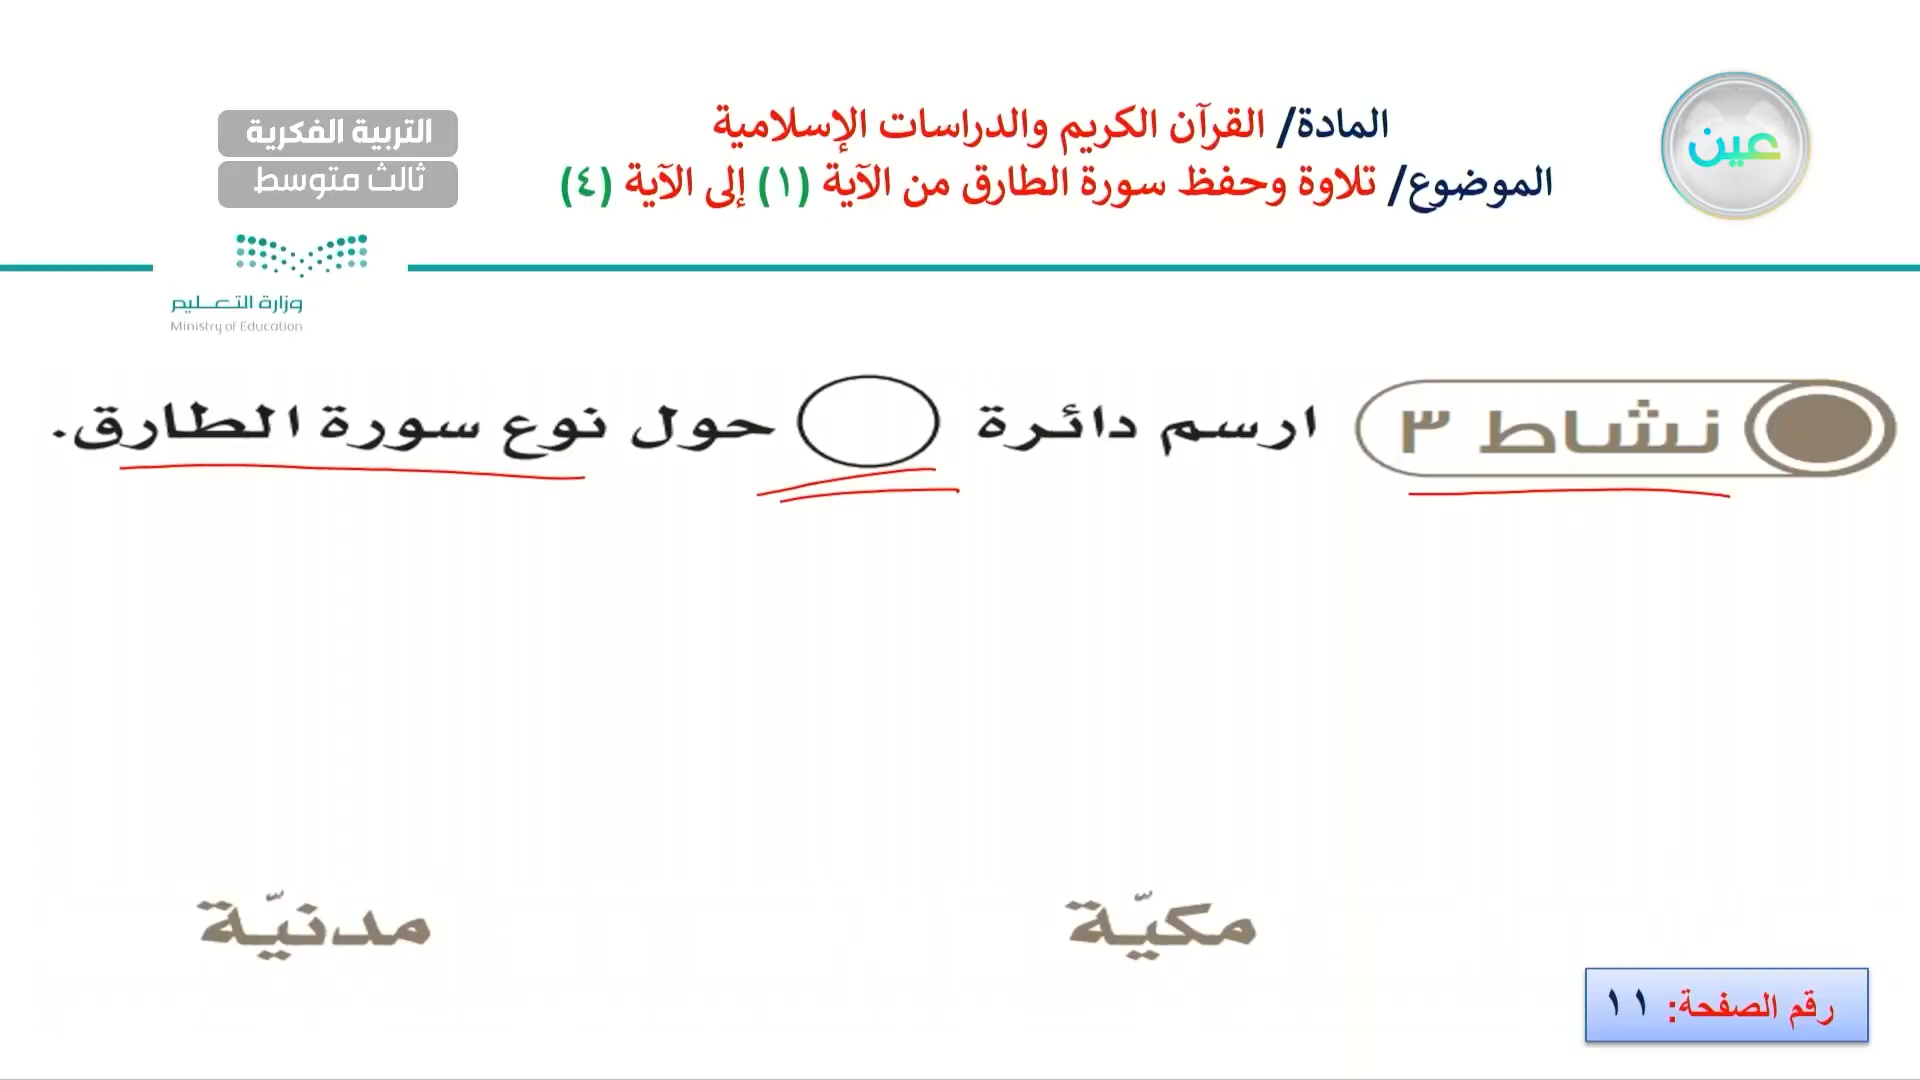 عين
المادة/ القرآن الكريم والدراسات الإسلامية
الموضوع/ تلاوة وحفظ سورة الطارق من الآية (١) إلى الآية (٤)
التربية الفكرية
ثالث متوسط
وزارة التعليم
Ministry of Education
نشاط ٣ ارسم دائرة حول نوع سورة الطارق.
مكيّة مدنيّة
رقم الصفحة: ١١